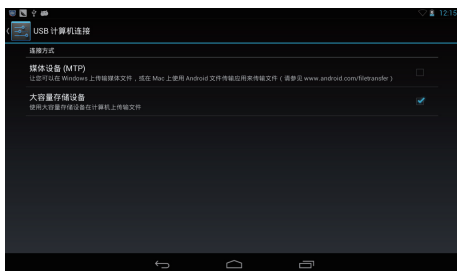 12:15
USB 计算机连接
连接方式
媒体设备 (MTP)
让您可以在 Windows 上传输媒体文件，或在 Mac 上使用 Android 文件传输应用来传输文件（请参见 www.android.com/filetransfer）
大容量存储设备
使用大容量存储设备在计算机上传输文件